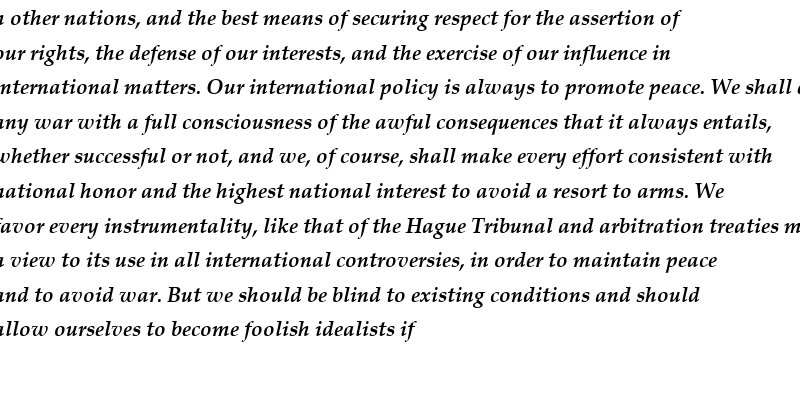 other nations, and the best means of securing respect for the assertion of
our rights, the defense of our interests, and the exercise of our influence in
international matters. Our international policy is always to promote peace. We shall
any war with a full consciousness of the awful consequences that it always entails,
whether successful or not, and we, of course, shall make every effort consistent with
national honor and the highest national interest to avoid a resort to arms. We
favor every instrumentality, like that of the Hague Tribunal and arbitration treaties
a view to its use in all international controversies, in order to maintain peace
and to avoid war. But we should be blind to existing conditions and should
allow ourselves to become foolish idealists if